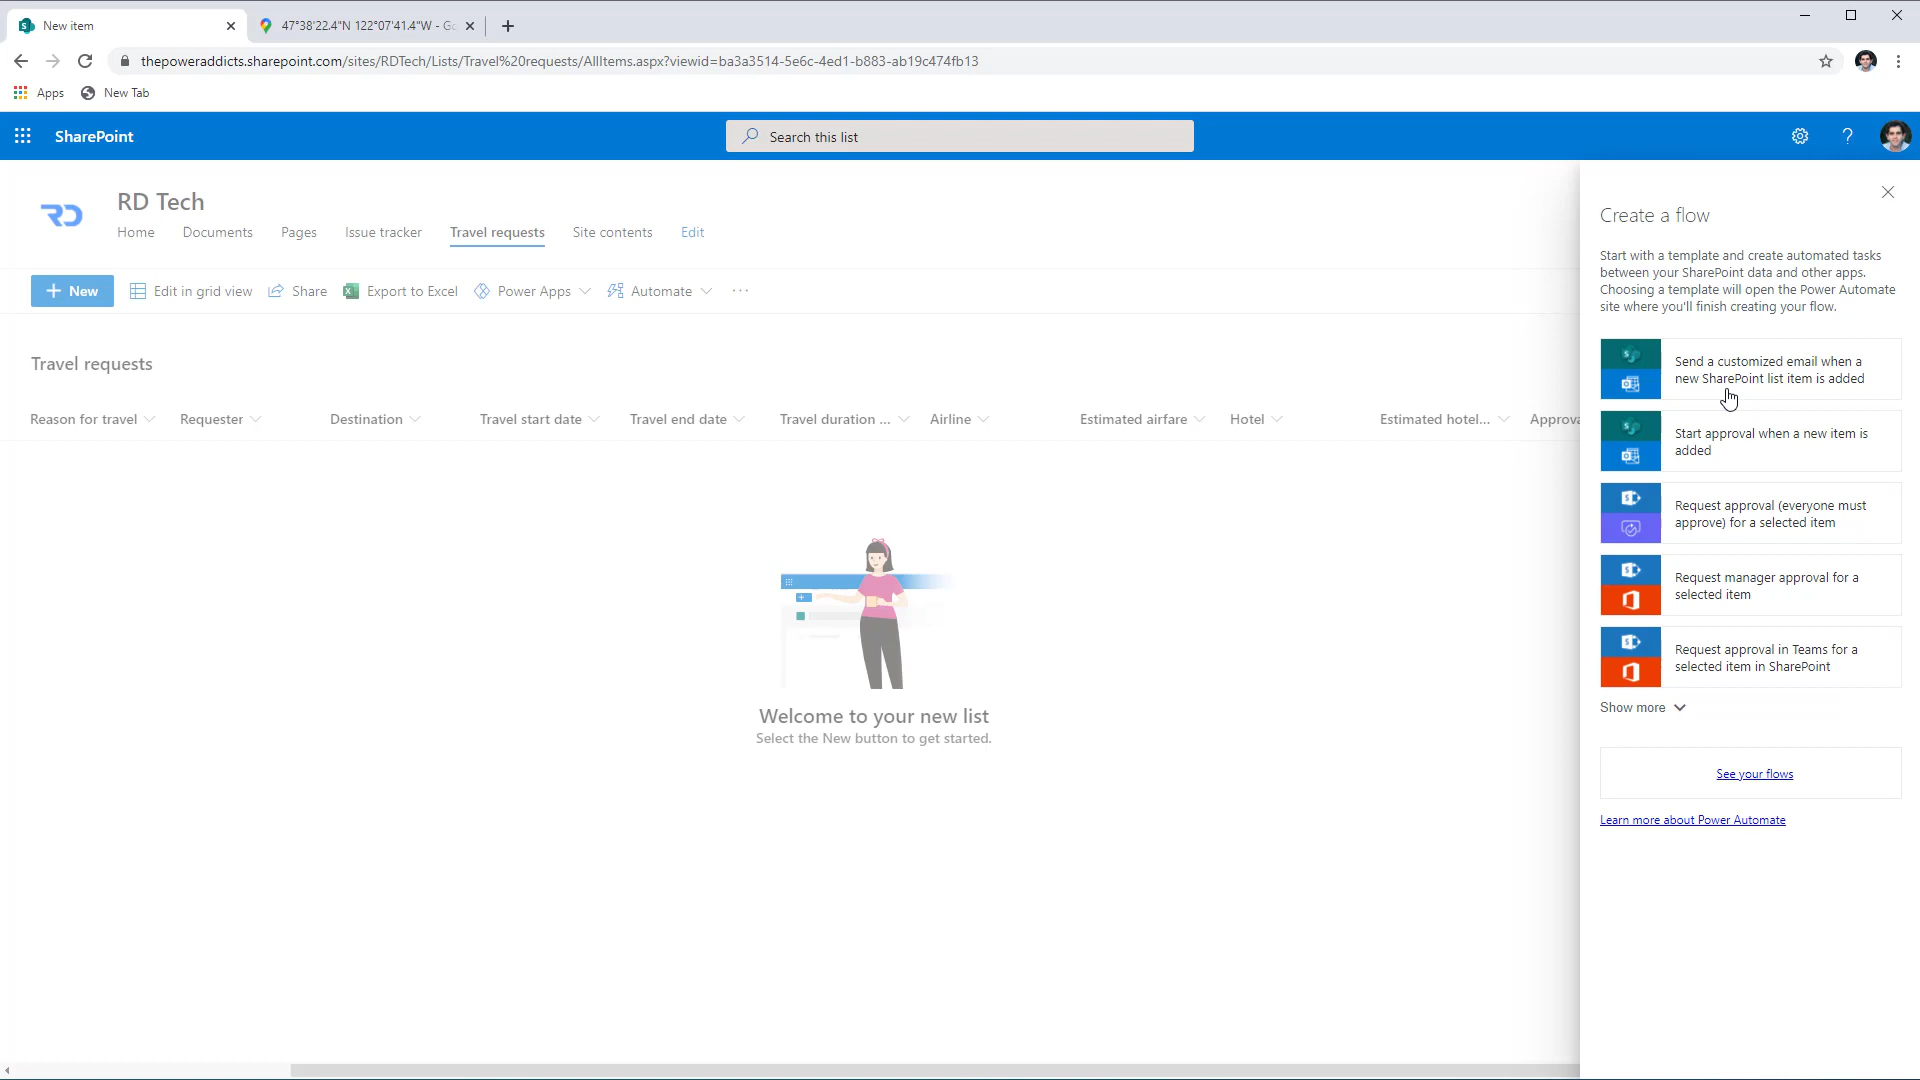 New item
47°38'22.4"N 122°07'41.4"W - Go
thepoweraddicts.sharepoint.com/sites/RDTech/Lists/Travel%20requests/AllItems.aspx?viewid=ba3a3514-5e6c-4ed1-b883-ab19c474fb13
Apps
New Tab
SharePoint
Search this list
?
RD
RD Tech
Home
Documents
Pages
Issue tracker
Travel requests
Site contents
Edit
New
Edit in grid view
Share
Export to Excel
Power Apps
Automate
...
Travel requests
Reason for travel
Requester
Destination
Travel start date
Travel end date
Travel duration ...
Airline
Estimated airfare
Hotel
Estimated hotel...
Approva
Welcome to your new list
Select the New button to get started.
Create a flow
Start with a template and create automated tasks
between your SharePoint data and other apps.
Choosing a template will open the Power Automate
site where you'll finish creating your flow.
Send a customized email when a
new SharePoint list item is added
Start approval when a new item is
added
Request approval (everyone must
approve) for a selected item
Request manager approval for a
selected item
Request approval in Teams for a
selected item in SharePoint
Show more
See your flows
Learn more about Power Automate